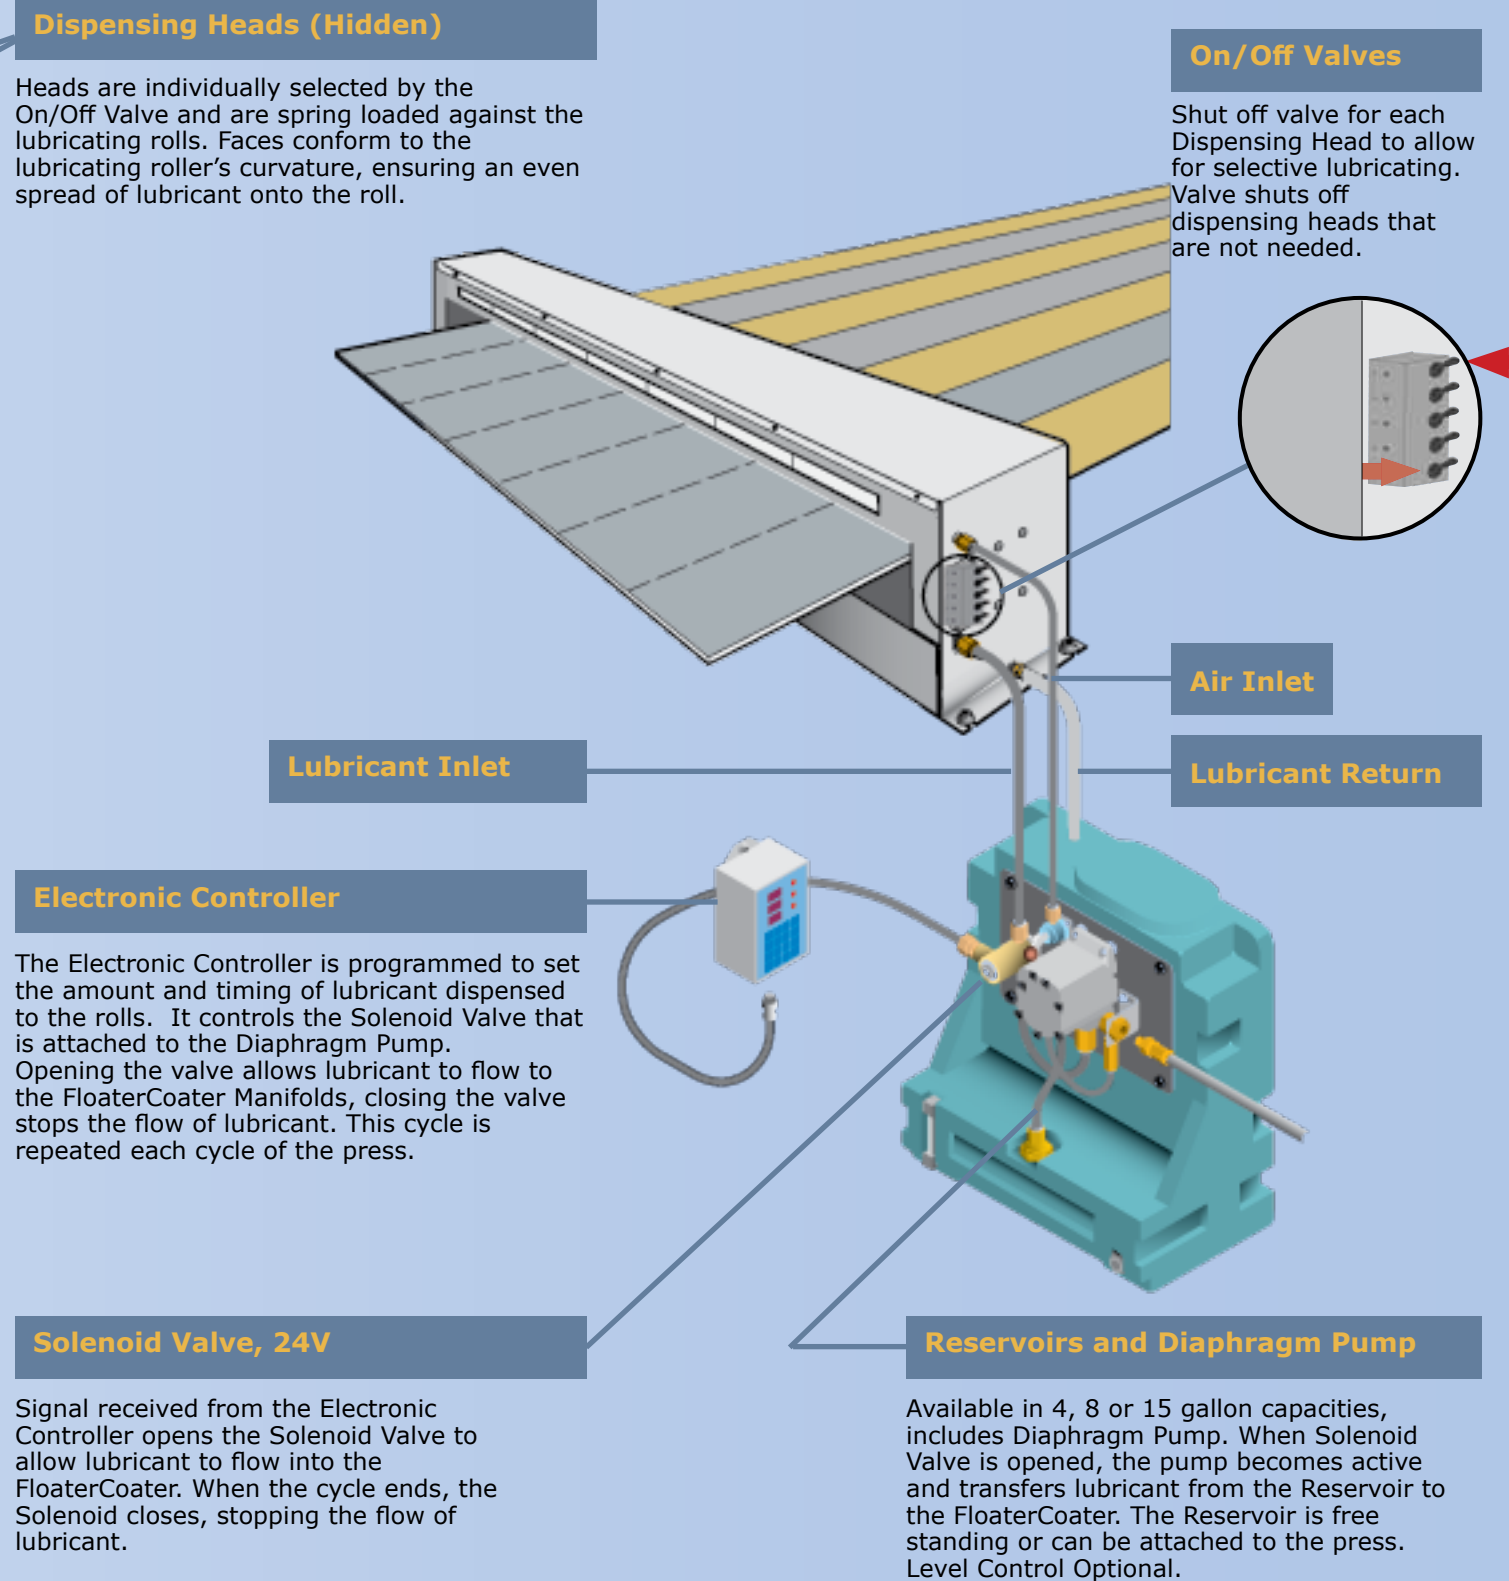 Dispensing Heads (Hidden)
Heads are individually selected by the
On/Off Valve and are spring loaded against the
lubricating rolls. Faces conform to the
lubricating roller’s curvature, ensuring an even
spread of lubricant onto the roll.
On/Off Valves
Shut off valve for each
Dispensing Head to allow
for selective lubricating.
Valve shuts off
dispensing heads that
are not needed.
Air Inlet
Lubricant Inlet
Lubricant Return
Electronic Controller
The Electronic Controller is programmed to set
the amount and timing of lubricant dispensed
to the rolls.  It controls the Solenoid Valve that
is attached to the Diaphragm Pump.
Opening the valve allows lubricant to flow to
the FloaterCoater Manifolds, closing the valve
stops the flow of lubricant. This cycle is
repeated each cycle of the press.
Solenoid Valve, 24V
Signal received from the Electronic
Controller opens the Solenoid Valve to
allow lubricant to flow into the
FloaterCoater. When the cycle ends, the
Solenoid closes, stopping the flow of
lubricant.
Reservoirs and Diaphragm Pump
Available in 4, 8 or 15 gallon capacities,
includes Diaphragm Pump. When Solenoid
Valve is opened, the pump becomes active
and transfers lubricant from the Reservoir to
the FloaterCoater. The Reservoir is free
standing or can be attached to the press.
Level Control Optional.